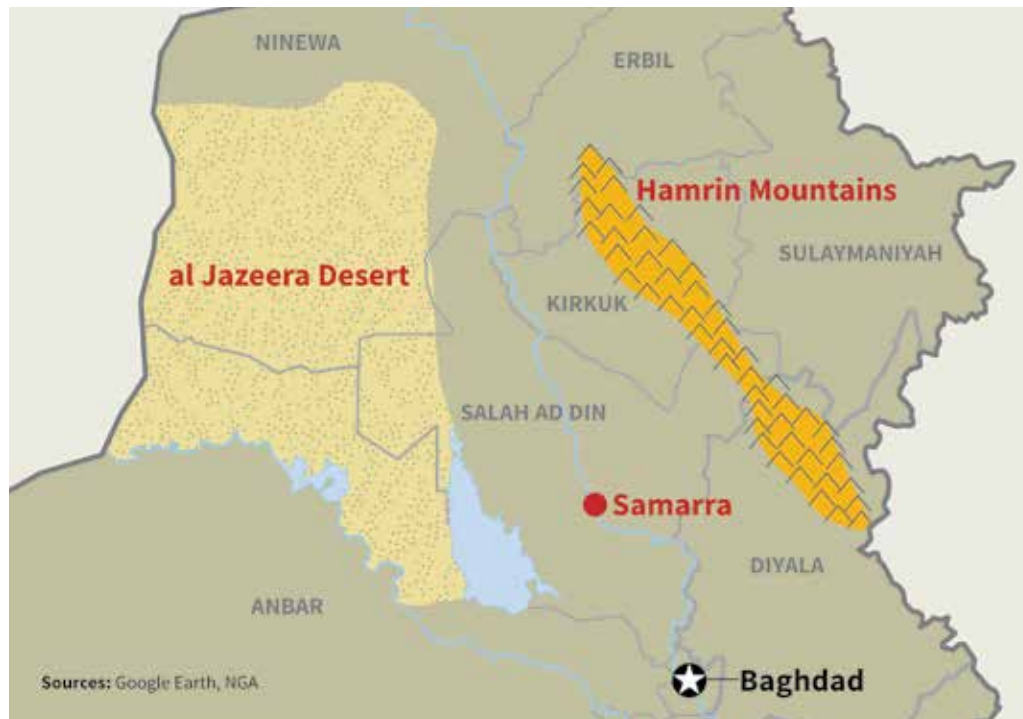 NINEWA
ERBIL
Hamrin Mountains
SULAYMANIYAH
al Jazeera Desert
KIRKUK
SALAH AD DIN
Samarra
DIYALA
ANBAR
Sources: Google Earth, NGA
Baghdad